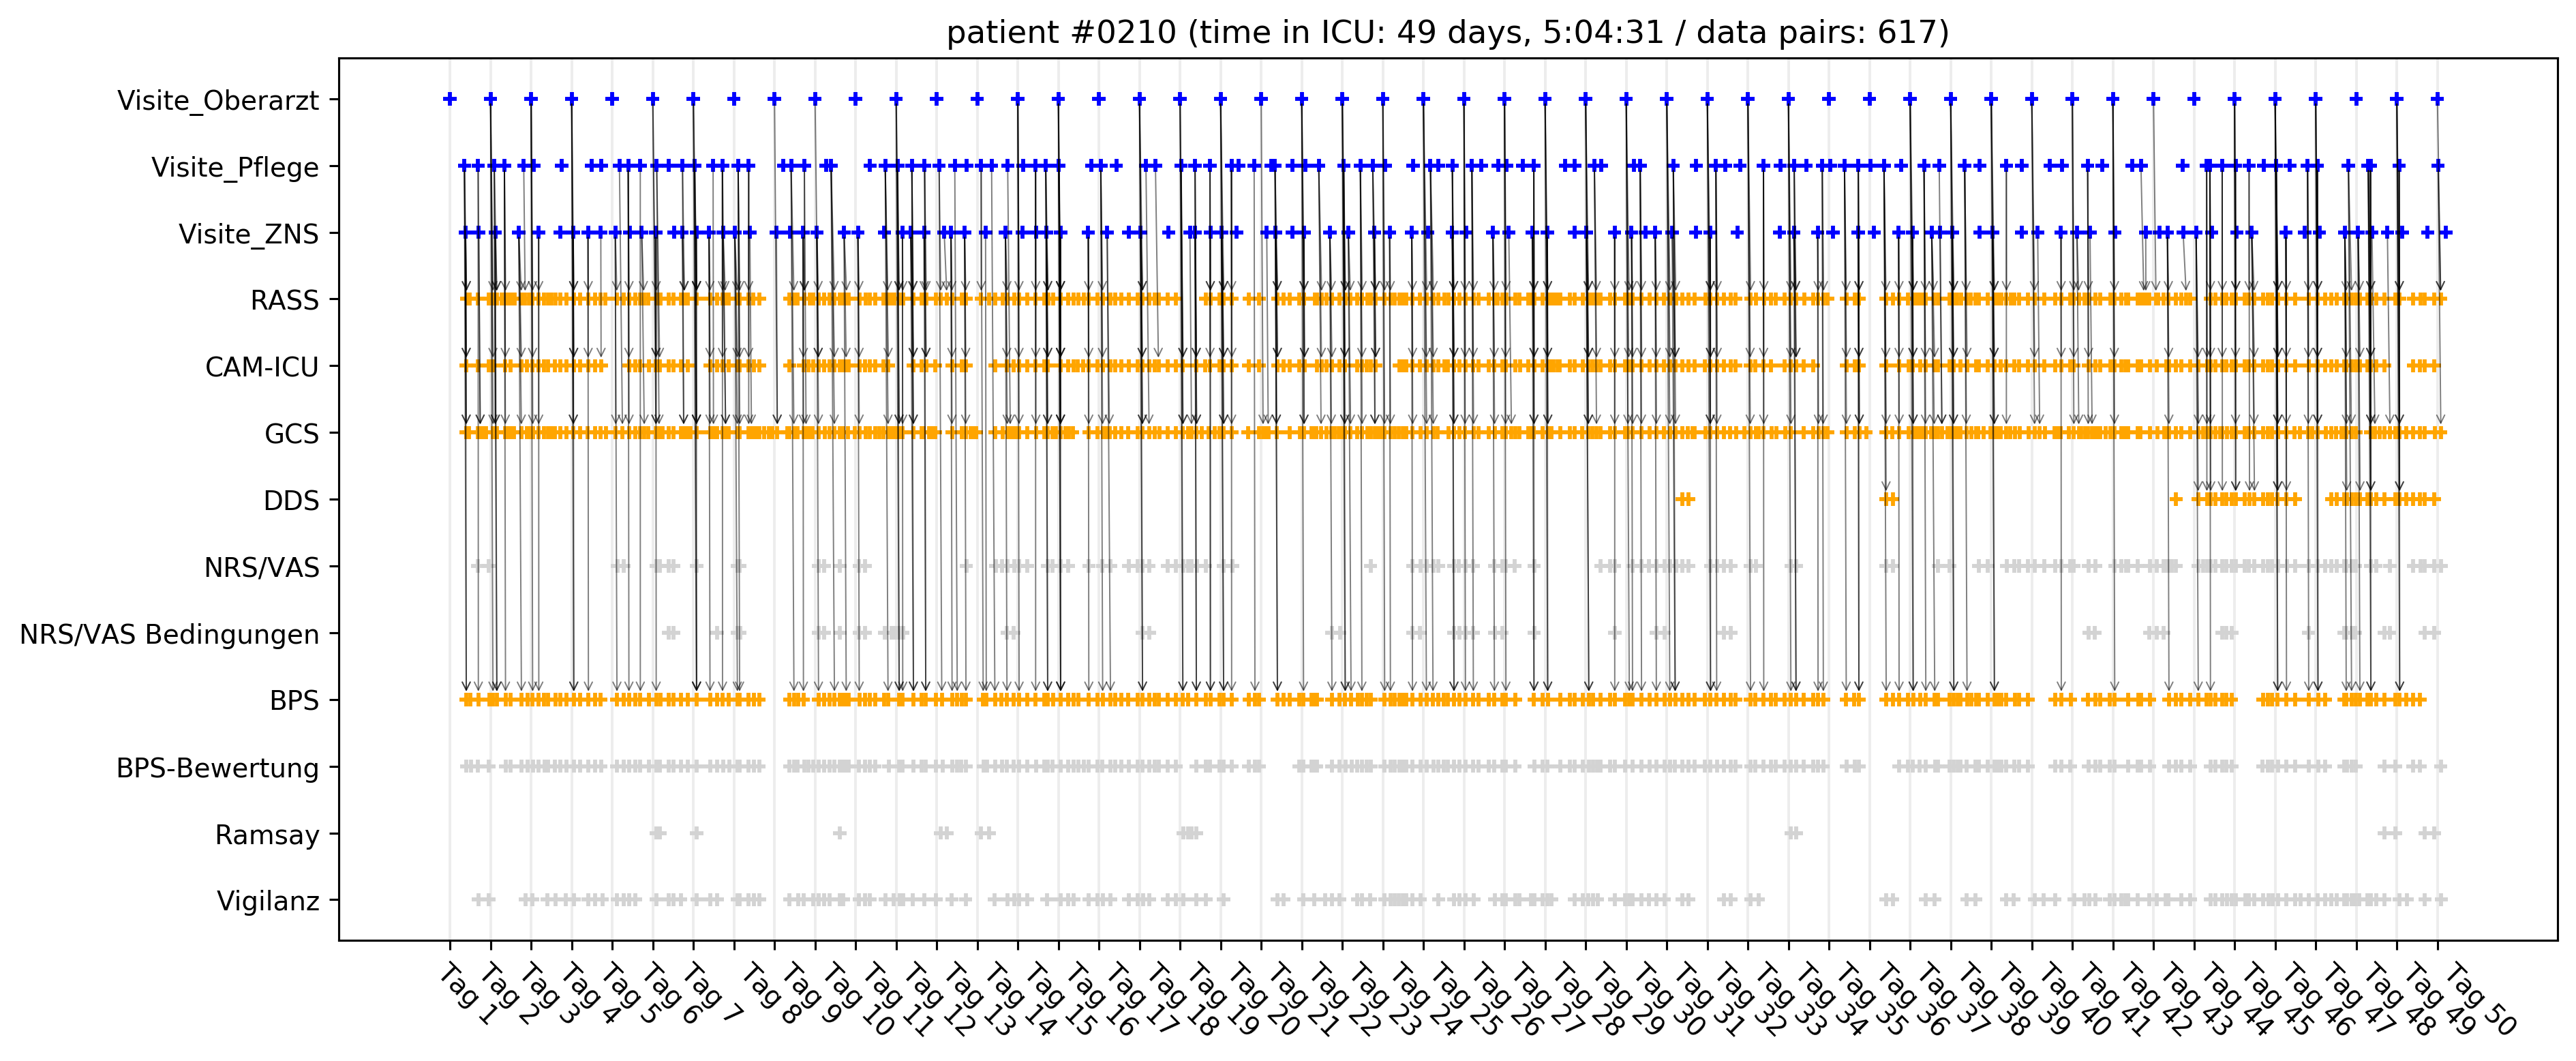 patient #0210 (time in ICU: 49 days, 5:04:31 / data pairs: 617)
Visite_Oberarzt
Visite_Pflege
Visite_ZNS
RASS
CAM-ICU
GCS
DDS
NRS/VAS
NRS/VAS Bedingungen
BPS
BPS-Bewertung
Ramsay
Vigilanz
Tag 1
Tag 2
Tag 3
Tag 4
Tag 5
Tag 6
Tag 7
Tag 8
Tag 9
Tag 10
Tag 11
Tag 12
Tag 13
Tag 14
Tag 15
Tag 16
Tag 17
Tag 18
Tag 19
Tag 20
Tag 21
Tag 22
Tag 23
Tag 24
Tag 25
Tag 26
Tag 27
Tag 28
Tag 29
Tag 30
Tag 31
Tag 32
Tag 33
Tag 34
Tag 35
Tag 36
Tag 37
Tag 38
Tag 39
Tag 40
Tag 41
Tag 42
Tag 43
Tag 44
Tag 45
Tag 46
Tag 47
Tag 48
Tag 49
Tag 50